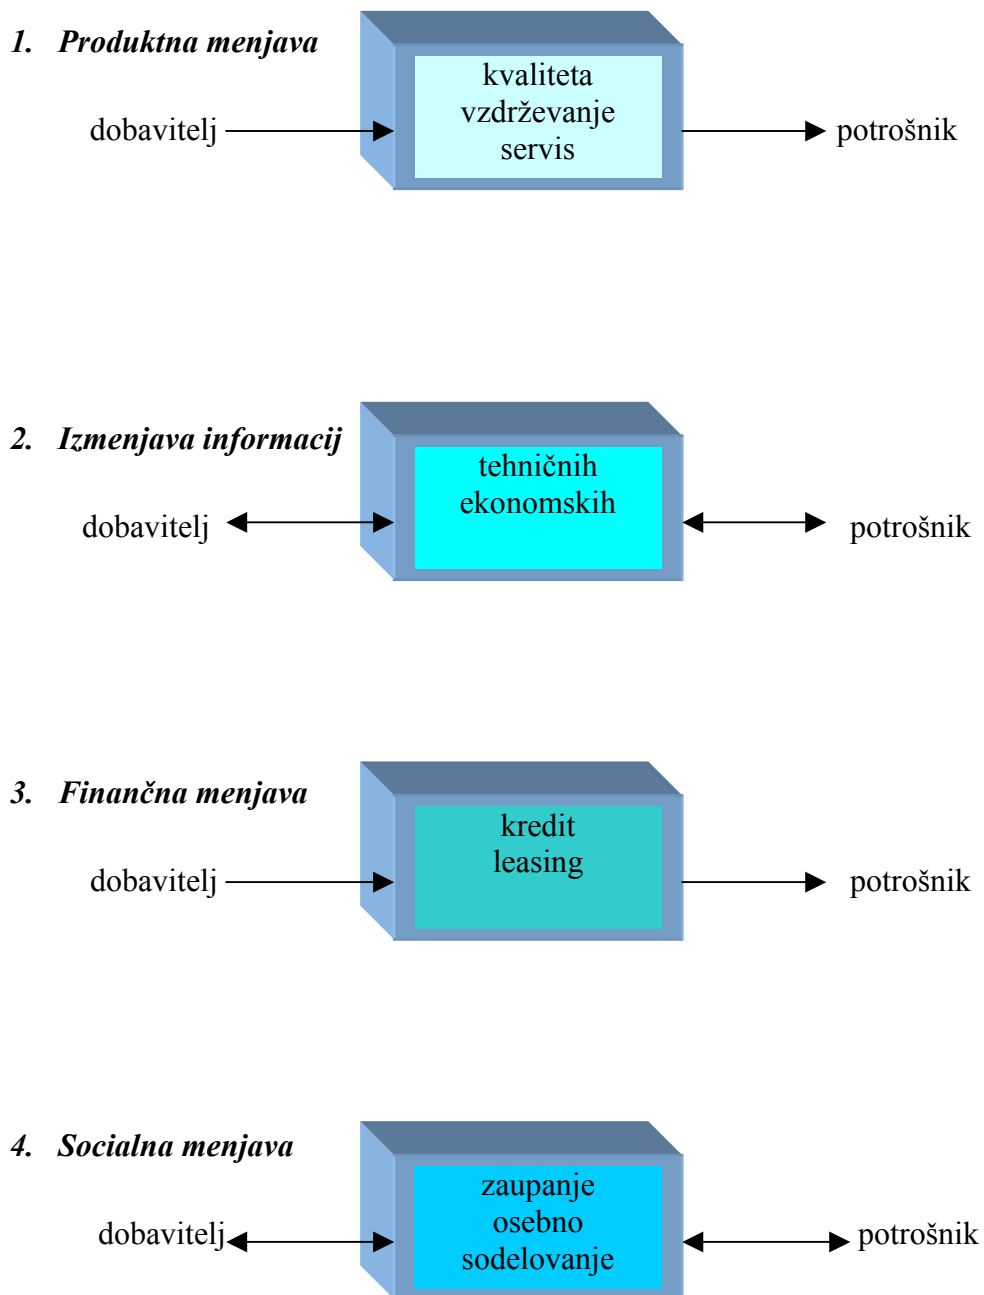 1. Produktna menjava
kvaliteta
vzdrževanje
servis
dobavitelj
potrošnik
2. Izmenjava informacij
tehničnih
ekonomskih
dobavitelj
potrošnik
3. Finančna menjava
kredit
leasing
dobavitelj
potrošnik
4. Socialna menjava
zaupanje
osebno
sodelovanje
dobavitelj
potrošnik